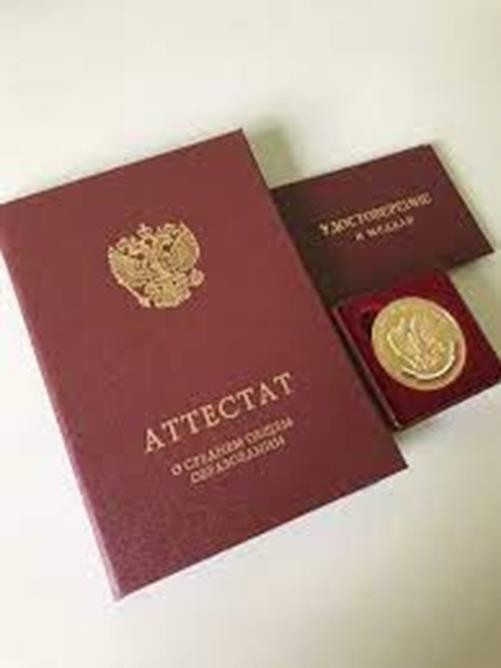 АТТЕСТАТ
О СРЕДНЕМ ОБЩЕМ
ОБРАЗОВАНИИ
УДОСТОВЕРЕНИЕ
К МЕДАЛИ